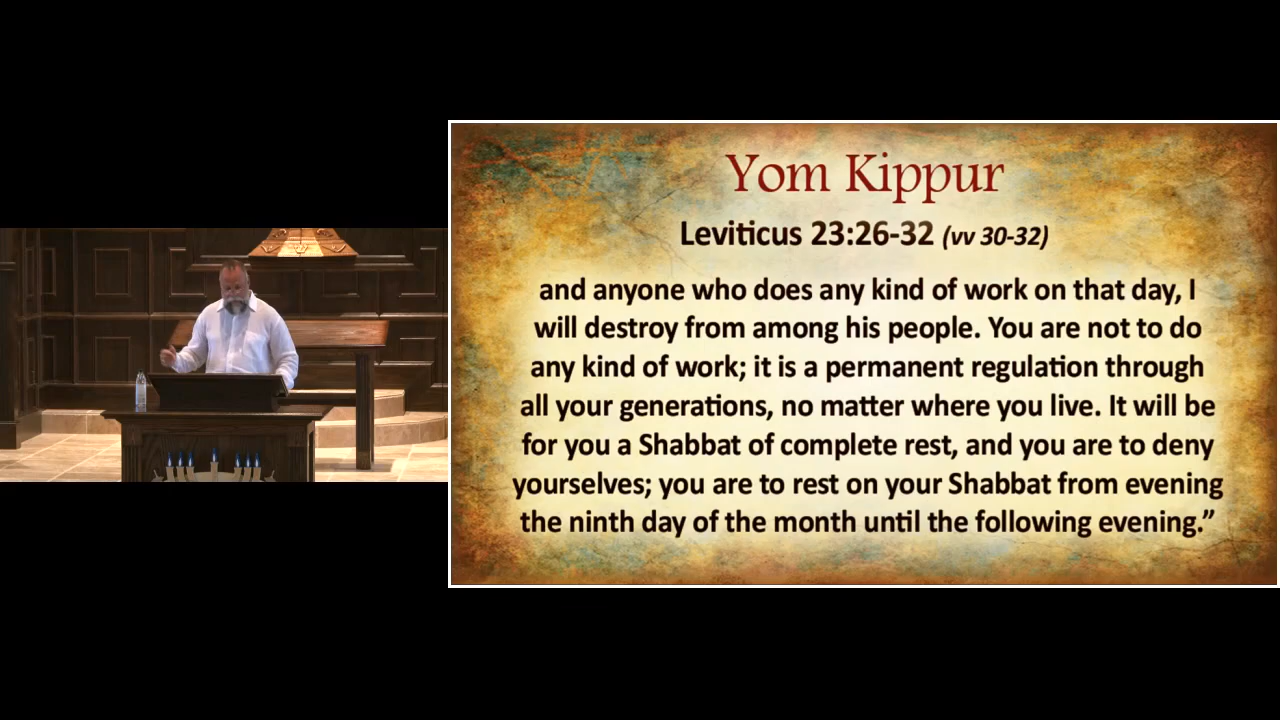 Yom Kippur
Leviticus 23:26-32 (vv 30-32)
and anyone who does any kind of work on that day, I
will destroy from among his people. You are not to do
any kind of work; it is a permanent regulation through
all your generations, no matter where you live. It will be
for you a Shabbat of complete rest, and you are to deny
yourselves; you are to rest on your Shabbat from evening
the ninth day of the month until the following evening.”